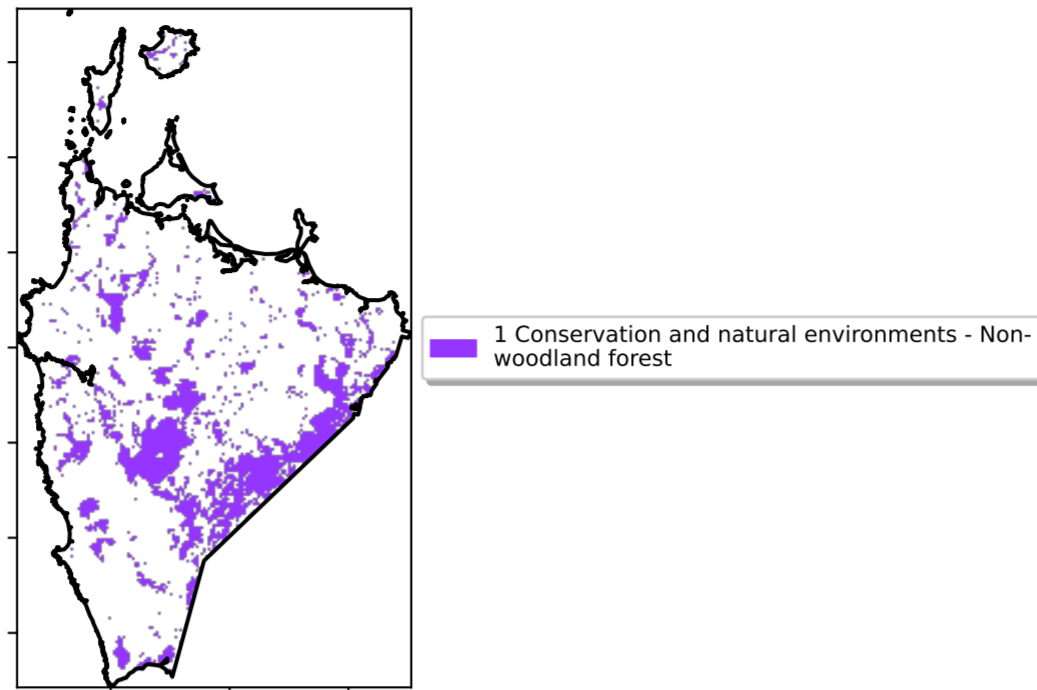 1 Conservation and natural environments - Non-
woodland forest